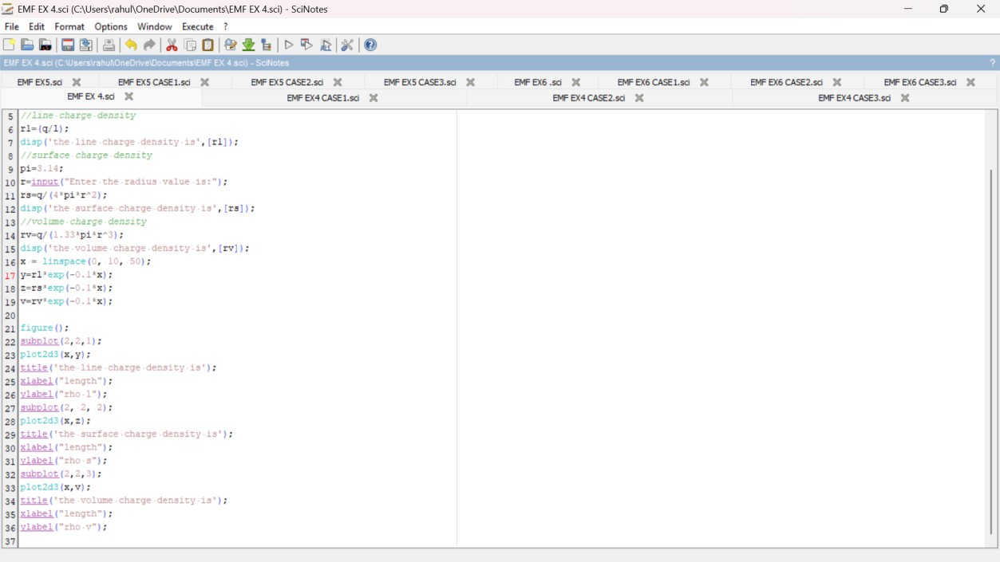 EMF EX 4.sci (C:\Users\rahul\OneDrive\Documents\EMF EX 4.sci) - SciNotes
File Edit Format Options Window Execute ?
EMF EX 4.sci (C:\Users\rahul\OneDrive\Documents\EMF EX 4.sci) - SciNotes ?
EMF EX5.sci EMF EX5 CASE1.sci EMF EX5 CASE2.sci EMF EX5 CASE3.sci EMF EX6 .sci EMF EX6 CASE1.sci EMF EX6 CASE2.sci EMF EX6 CASE3.sci
EMF EX 4.sci EMF EX4 CASE1.sci EMF EX4 CASE2.sci EMF EX4 CASE3.sci
5 //line charge density
6 rl=(q/l);
7 disp('the line charge density is',[rl]);
8 //surface charge density
9 pi=3.14;
10 r=input("Enter the radius value is:");
11 rs=q/(4*pi*r^2);
12 disp('the surface charge density is',[rs]);
13 //volume charge density
14 rv=q/(1.33*pi*r^3);
15 disp('the volume charge density is',[rv]);
16 x = linspace(0, 10, 50);
17 y=rl*exp(-0.1*x);
18 z=rs*exp(-0.1*x);
19 v=rv*exp(-0.1*x);
20
21 figure();
22 subplot(2,2,1);
23 plot2d3(x,y);
24 title('the line charge density is');
25 xlabel("length");
26 ylabel("rho l");
27 subplot(2, 2, 2);
28 plot2d3(x,z);
29 title('the surface charge density is');
30 xlabel("length");
31 ylabel("rho s");
32 subplot(2,2,3);
33 plot2d3(x,v);
34 title('the volume charge density is');
35 xlabel("length");
36 ylabel("rho v");
37